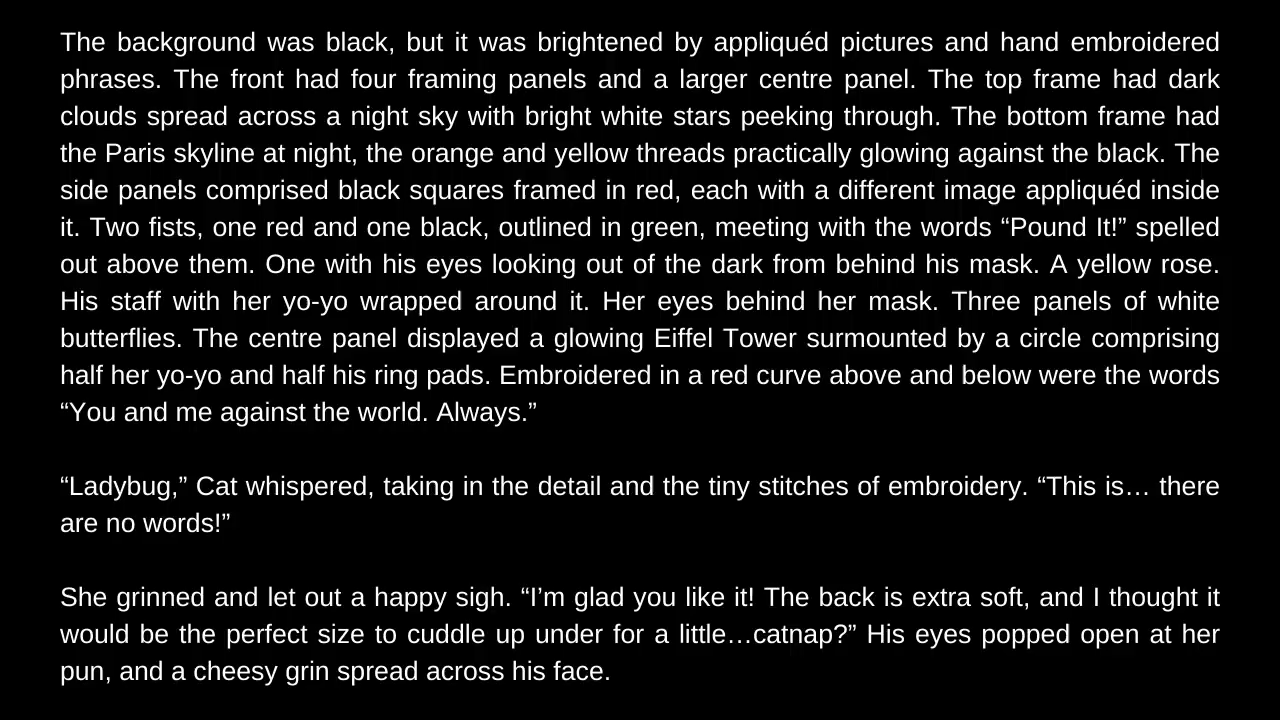 The background was black, but it was brightened by appliquéd pictures and hand embroidered
phrases. The front had four framing panels and a larger centre panel. The top frame had dark
clouds spread across a night sky with bright white stars peeking through. The bottom frame had
the Paris skyline at night, the orange and yellow threads practically glowing against the black. The
side panels comprised black squares framed in red, each with a different image appliquéd inside
it. Two fists, one red and one black, outlined in green, meeting with the words “Pound It!” spelled
out above them. One with his eyes looking out of the dark from behind his mask. A yellow rose.
His staff with her yo-yo wrapped around it. Her eyes behind her mask. Three panels of white
butterflies. The centre panel displayed a glowing Eiffel Tower surmounted by a circle comprising
half her yo-yo and half his ring pads. Embroidered in a red curve above and below were the words
“You and me against the world. Always.”
“Ladybug,” Cat whispered, taking in the detail and the tiny stitches of embroidery. “This is… there
are no words!”
She grinned and let out a happy sigh. “I’m glad you like it! The back is extra soft, and I thought it
would be the perfect size to cuddle up under for a little…catnap?” His eyes popped open at her
pun, and a cheesy grin spread across his face.